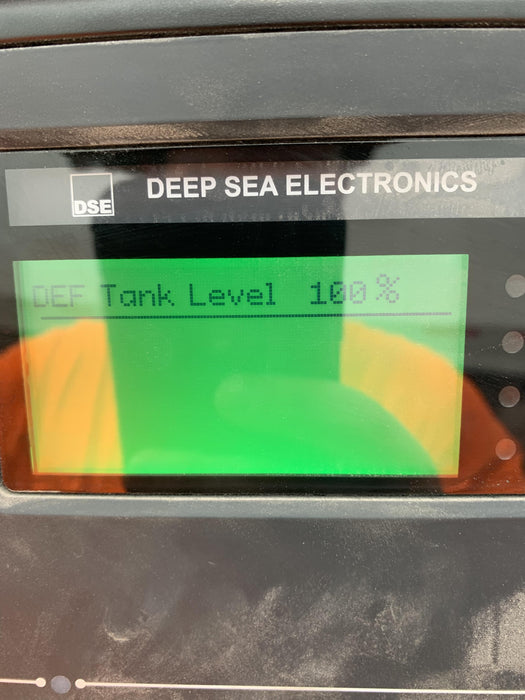 DSE
DEEP SEA ELECTRONICS
DEF Tank Level 100%